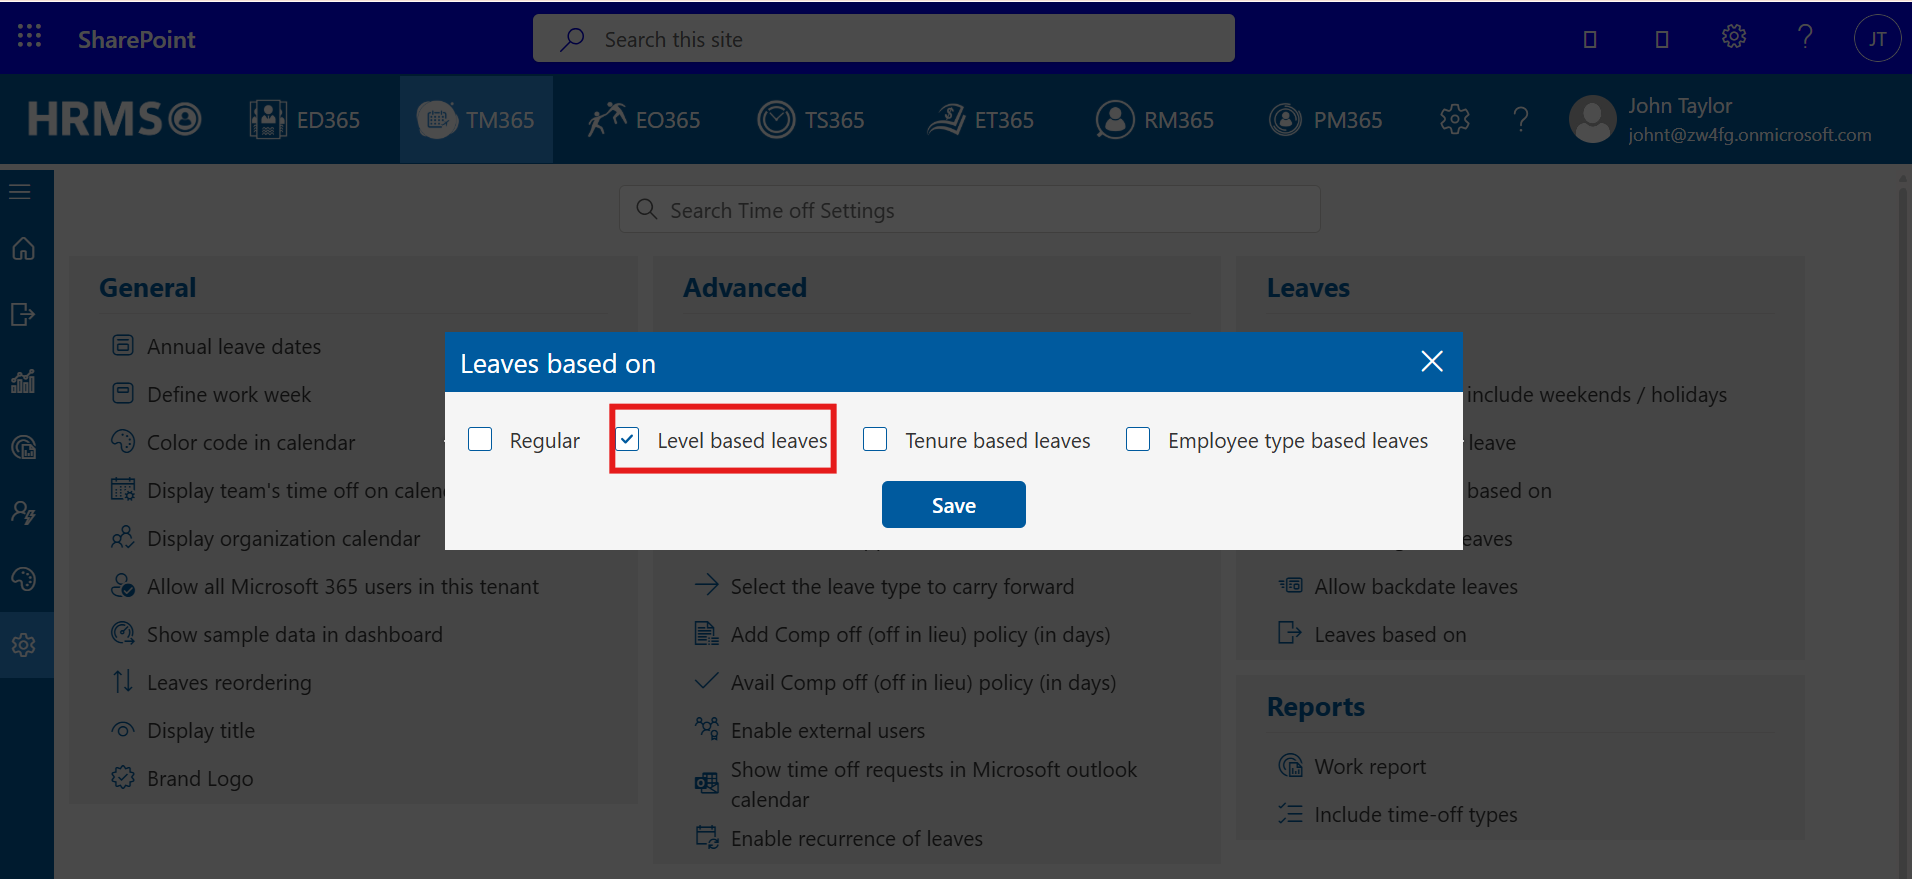 SharePoint
Search this site
JT
HRMS
ED365
TM365
EO365
TS365
ET365
RM365
PM365
?
John Taylor
johnt@zw4fg.onmicrosoft.com
Search Time off Settings
General
Annual leave dates
Define work week
Color code in calendar
Display team's time off on calen
Display organization calendar
Allow all Microsoft 365 users in this tenant
Show sample data in dashboard
Leaves reordering
Display title
Brand Logo
Advanced
Select the leave type to carry forward
Add Comp off (off in lieu) policy (in days)
Avail Comp off (off in lieu) policy (in days)
Enable external users
Show time off requests in Microsoft outlook
calendar
Enable recurrence of leaves
Leaves
include weekends / holidays
leave
based on
eaves
Allow backdate leaves
Leaves based on
Reports
Work report
Include time-off types
Leaves based on
Regular
Level based leaves
Tenure based leaves
Employee type based leaves
Save